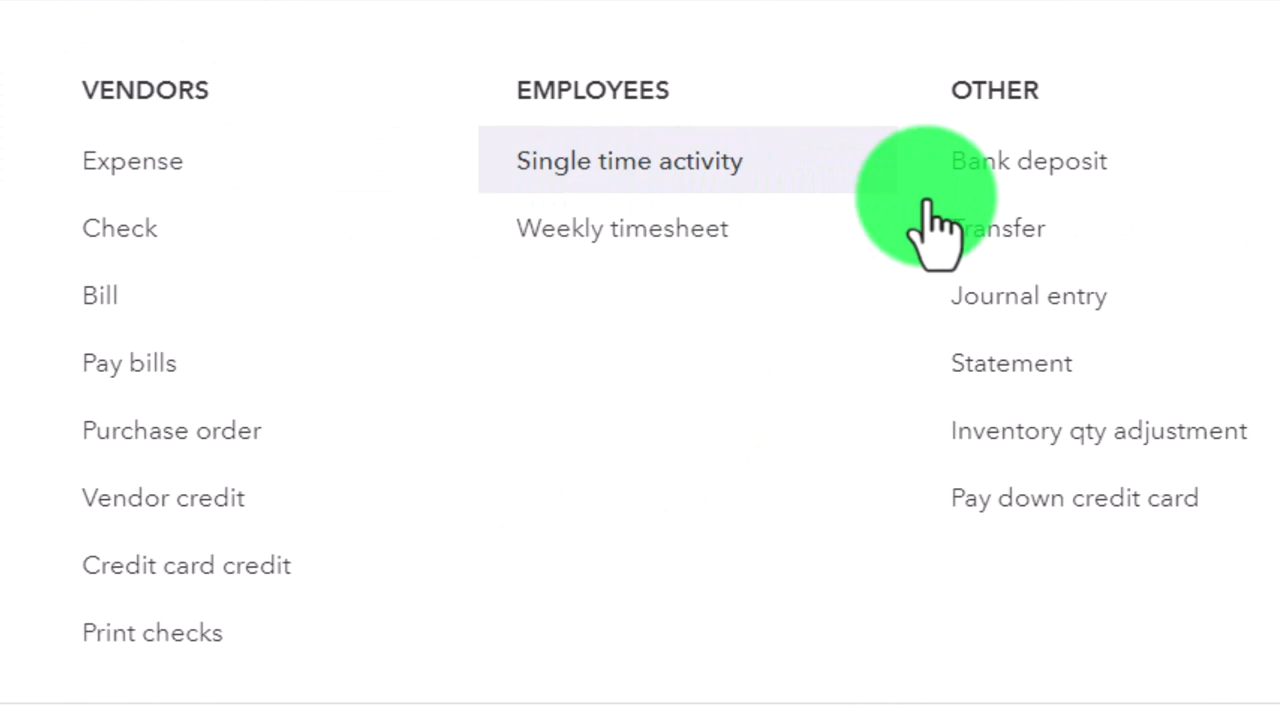 VENDORS
Expense
Check
Bill
Pay bills
Purchase order
Vendor credit
Credit card credit
Print checks
EMPLOYEES
Single time activity
Weekly timesheet
OTHER
Bank deposit
Transfer
Journal entry
Statement
Inventory qty adjustment
Pay down credit card